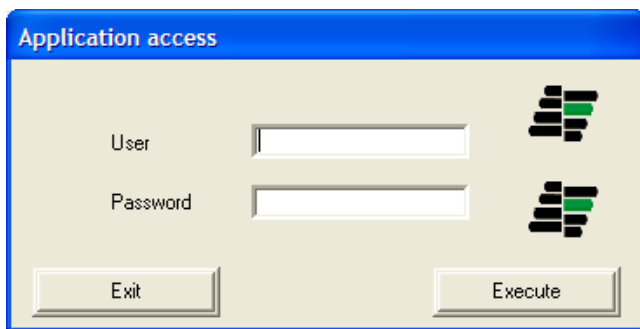 Application access
User
Password
Exit
Execute